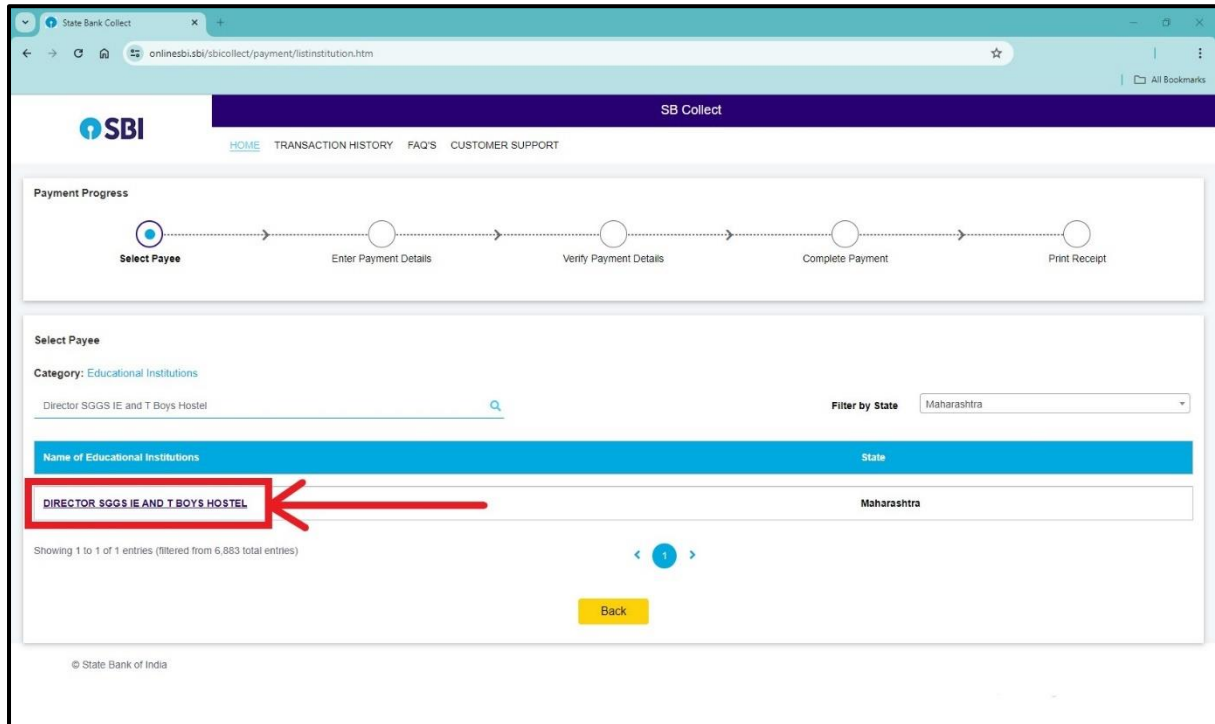 State Bank Collect
onlinesbi.sbi/sbicollect/payment/listinstitution.htm
All Bookmarks
SBI
SB Collect
HOME TRANSACTION HISTORY FAQ'S CUSTOMER SUPPORT
Payment Progress
Select Payee Enter Payment Details Verify Payment Details Complete Payment Print Receipt
Select Payee
Category: Educational Institutions
Director SGGS IE and T Boys Hostel Filter by State Maharashtra
Name of Educational Institutions State
DIRECTOR SGGS IE AND T BOYS HOSTEL Maharashtra
Showing 1 to 1 of 1 entries (filtered from 6,883 total entries) 1
Back
© State Bank of India